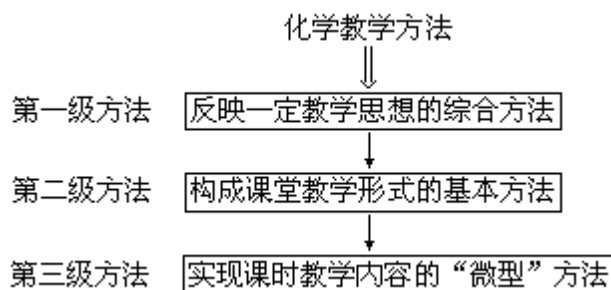 化学教学方法
第一级方法 反映一定教学思想的综合方法
第二级方法 构成课堂教学形式的基本方法
第三级方法 实现课时教学内容的“微型”方法